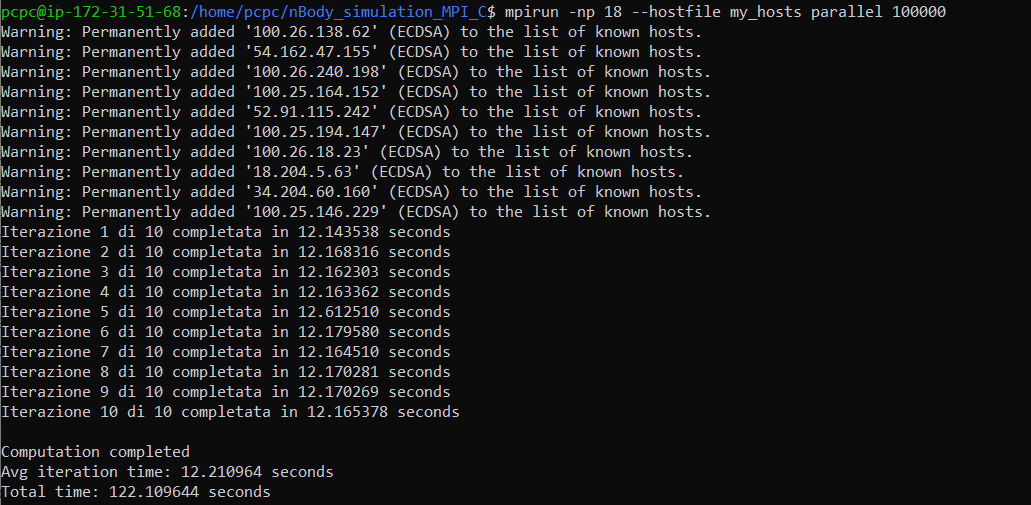 pcpc@ip-172-31-51-68:/home/pcpc/nBody_simulation_MPI_C$ mpirun -np 18 --hostfile my_hosts parallel 100000
Warning: Permanently added '100.26.138.62' (ECDSA) to the list of known hosts.
Warning: Permanently added '54.162.47.155' (ECDSA) to the list of known hosts.
Warning: Permanently added '100.26.240.198' (ECDSA) to the list of known hosts.
Warning: Permanently added '100.25.164.152' (ECDSA) to the list of known hosts.
Warning: Permanently added '52.91.115.242' (ECDSA) to the list of known hosts.
Warning: Permanently added '100.25.194.147' (ECDSA) to the list of known hosts.
Warning: Permanently added '100.26.18.23' (ECDSA) to the list of known hosts.
Warning: Permanently added '18.204.5.63' (ECDSA) to the list of known hosts.
Warning: Permanently added '34.204.60.160' (ECDSA) to the list of known hosts.
Warning: Permanently added '100.25.146.229' (ECDSA) to the list of known hosts.
Iterazione 1 di 10 completata in 12.143538 seconds
Iterazione 2 di 10 completata in 12.168316 seconds
Iterazione 3 di 10 completata in 12.162303 seconds
Iterazione 4 di 10 completata in 12.163362 seconds
Iterazione 5 di 10 completata in 12.612510 seconds
Iterazione 6 di 10 completata in 12.179580 seconds
Iterazione 7 di 10 completata in 12.164510 seconds
Iterazione 8 di 10 completata in 12.170281 seconds
Iterazione 9 di 10 completata in 12.170269 seconds
Iterazione 10 di 10 completata in 12.165378 seconds
Computation completed
Avg iteration time: 12.210964 seconds
Total time: 122.109644 seconds